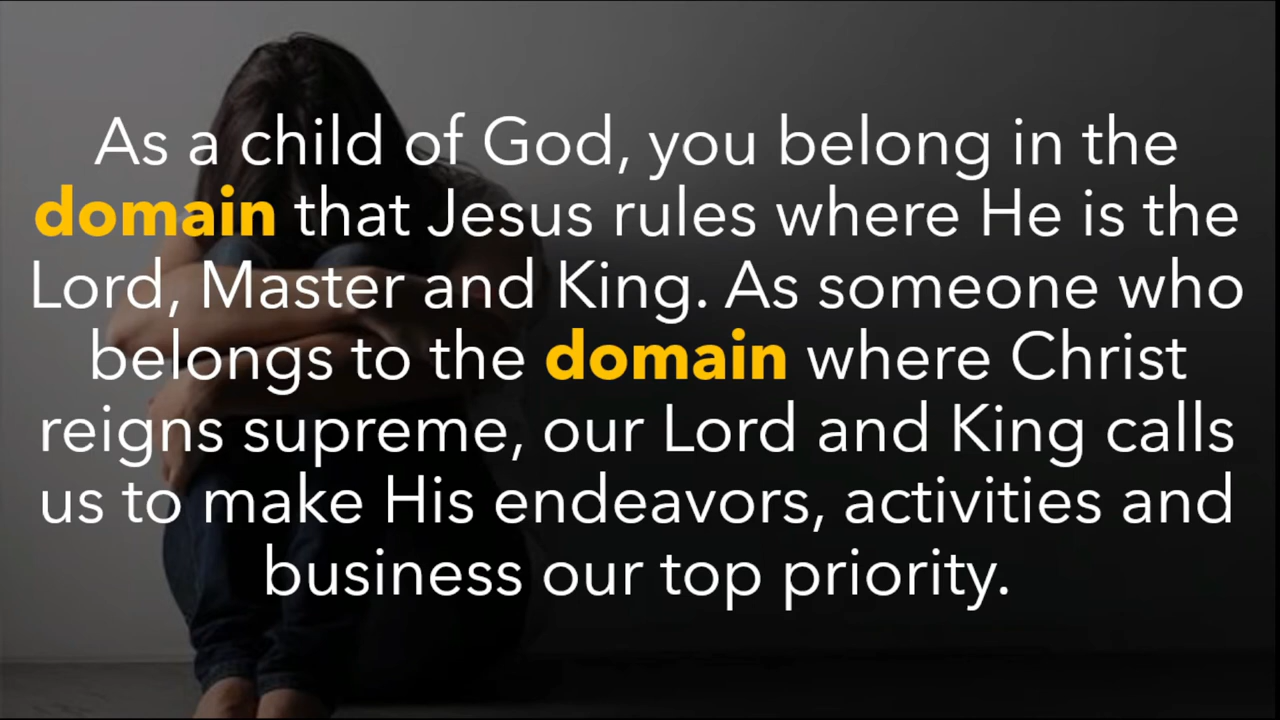 As a child of God, you belong in the
domain that Jesus rules where He is the
Lord, Master and King. As someone who
belongs to the domain where Christ
reigns supreme, our Lord and King calls
us to make His endeavors, activities and
business our top priority.